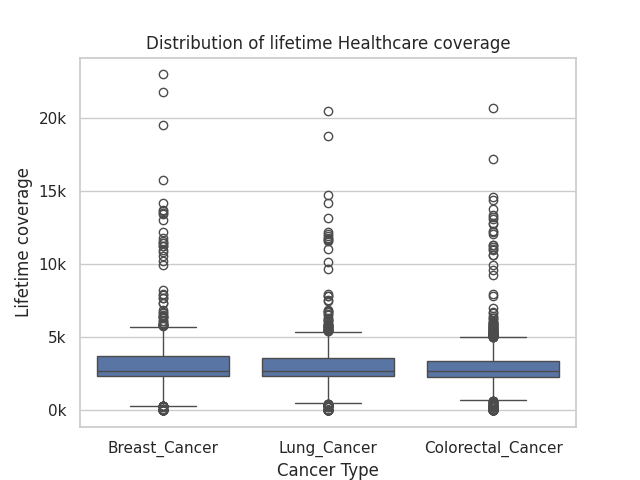 Distribution of lifetime Healthcare coverage
Lifetime coverage
20k
15k
10k
5k
0k
Breast_Cancer Lung_Cancer Colorectal_Cancer
Cancer Type